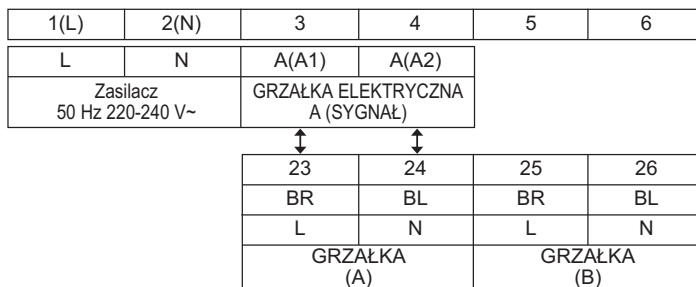 1(L) 2(N) 3 4 5 6
L N A(A1) A(A2)
Zasilacz GRZAŁKA ELEKTRYCZNA
50 Hz 220-240 V~ A (SYGNAŁ)
23 24 25 26
BR BL BR BL
L N L N
GRZAŁKA GRZAŁKA
(A) (B)